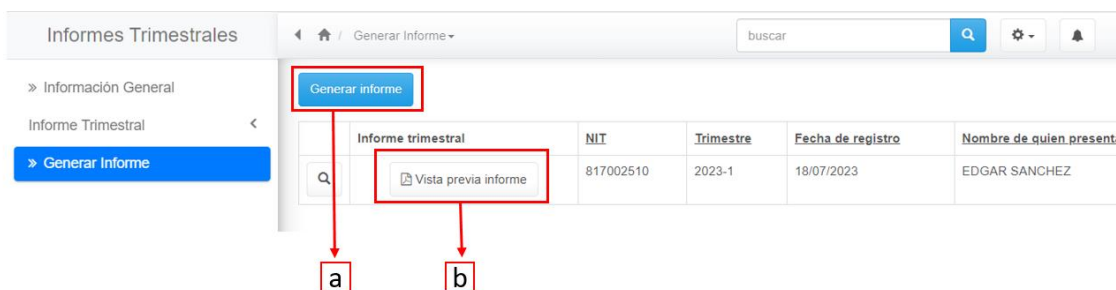 Informes Trimestrales
/ Generar Informe
buscar
» Información General
Informe Trimestral
» Generar Informe
Generar informe
Informe trimestral NIT Trimestre Fecha de registro Nombre de quien present
Vista previa informe 817002510 2023-1 18/07/2023 EDGAR SANCHEZ
a b